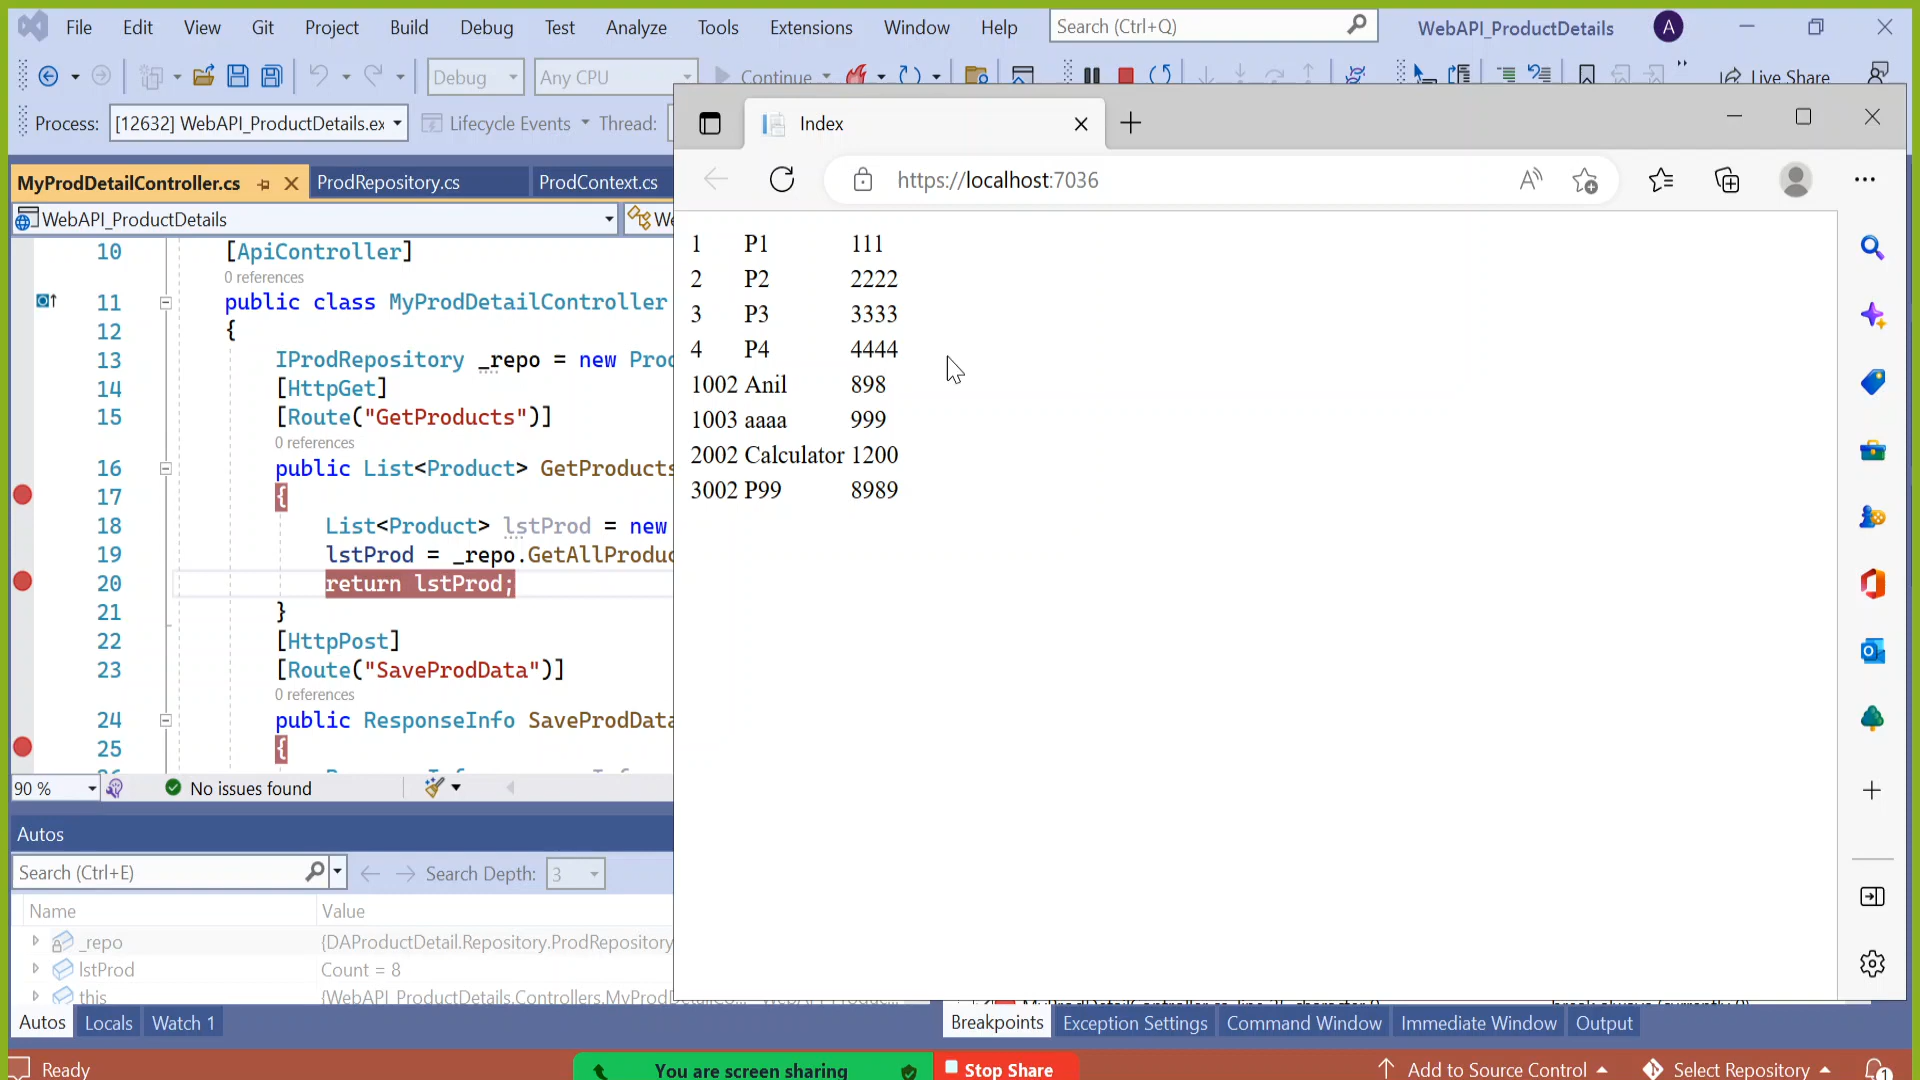 File Edit View Git Project Build Debug Test Analyze Tools Extensions Window Help Search (Ctrl+Q) WebAPI_ProductDetails A
Debug Any CPU Continue Live Share
Process: [12632] WebAPI_ProductDetails.ex Lifecycle Events Thread:
MyProdDetailController.cs ProdRepository.cs ProdContext.cs
WebAPI_ProductDetails We
10 [ApiController]
0 references
11 public class MyProdDetailController
12 {
13 IProdRepository _repo = new Prod
14 [HttpGet]
15 [Route("GetProducts")]
0 references
16 public List<Product> GetProducts
17 {
18 List<Product> lstProd = new
19 lstProd = _repo.GetAllProduc
20 return lstProd;
21 }
22 [HttpPost]
23 [Route("SaveProdData")]
0 references
24 public ResponseInfo SaveProdData
25 {
90 % No issues found
Autos
Search (Ctrl+E) Search Depth: 3
Name Value
_repo {DAProductDetail.Repository.ProdRepository
lstProd Count = 8
this {WebAPI_ProductDetails.Controllers.MyProdDetailCo...
Autos Locals Watch 1
Breakpoints Exception Settings Command Window Immediate Window Output
Ready You are screen sharing Stop Share Add to Source Control Select Repository 1
Index
https://localhost:7036
1 P1 111
2 P2 2222
3 P3 3333
4 P4 4444
1002 Anil 898
1003 aaaa 999
2002 Calculator 1200
3002 P99 8989